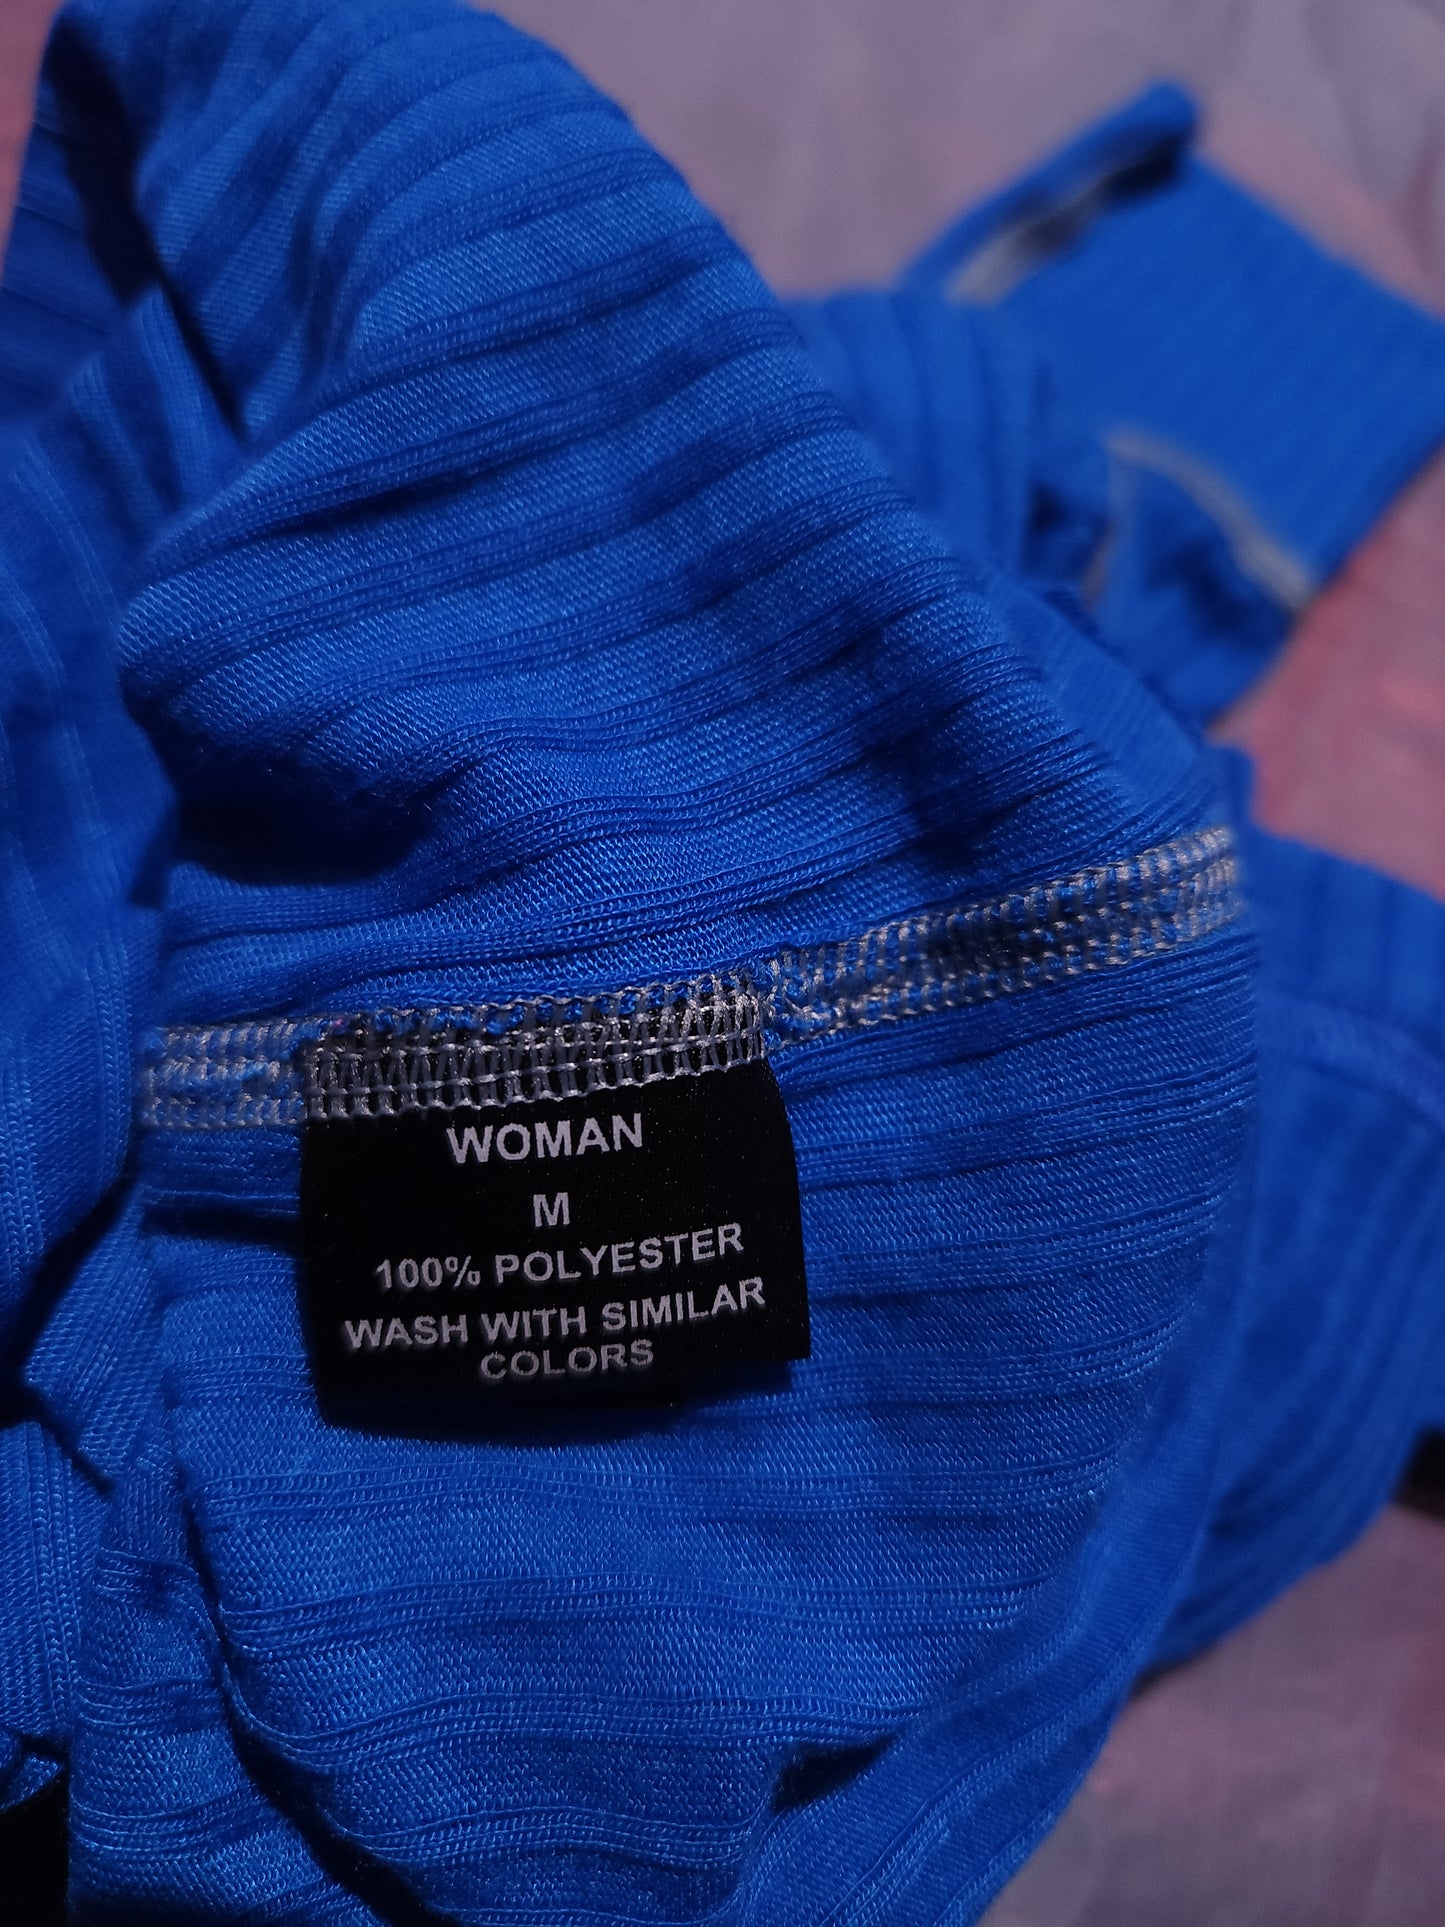 WOMAN
M
100% POLYESTER
WASH WITH SIMILAR
COLORS